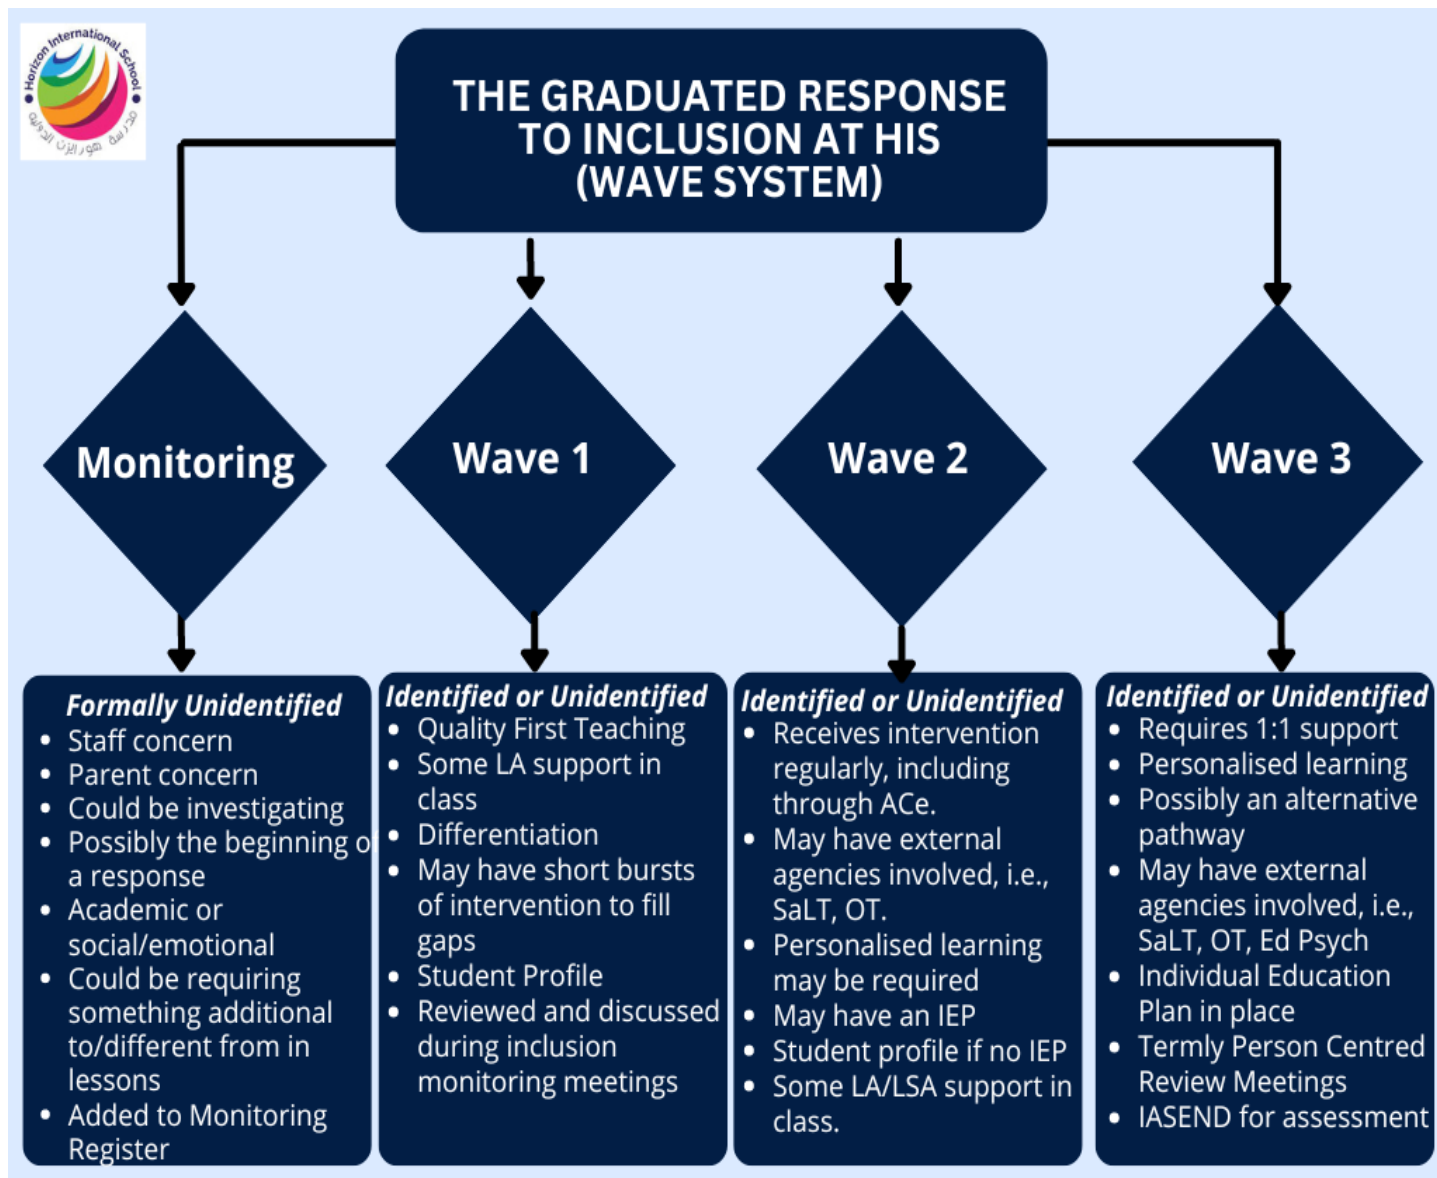 Horizon International School
مدرسة هورايزن الدولية
THE GRADUATED RESPONSE
TO INCLUSION AT HIS
(WAVE SYSTEM)
Monitoring
Wave 1
Wave 2
Wave 3
Formally Unidentified
• Staff concern
• Parent concern
• Could be investigating
• Possibly the beginning of
a response
• Academic or
social/emotional
• Could be requiring
something additional
to/different from in
lessons
• Added to Monitoring
Register
Identified or Unidentified
• Quality First Teaching
• Some LA support in
class
• Differentiation
• May have short bursts
of intervention to fill
gaps
• Student Profile
• Reviewed and discussed
during inclusion
monitoring meetings
Identified or Unidentified
• Receives intervention
regularly, including
through ACe.
• May have external
agencies involved, i.e.,
SaLT, OT.
• Personalised learning
may be required
• May have an IEP
• Student profile if no IEP
• Some LA/LSA support in
class.
Identified or Unidentified
• Requires 1:1 support
• Personalised learning
• Possibly an alternative
pathway
• May have external
agencies involved, i.e.,
SaLT, OT, Ed Psych
• Individual Education
Plan in place
• Termly Person Centred
Review Meetings
• IASEND for assessment